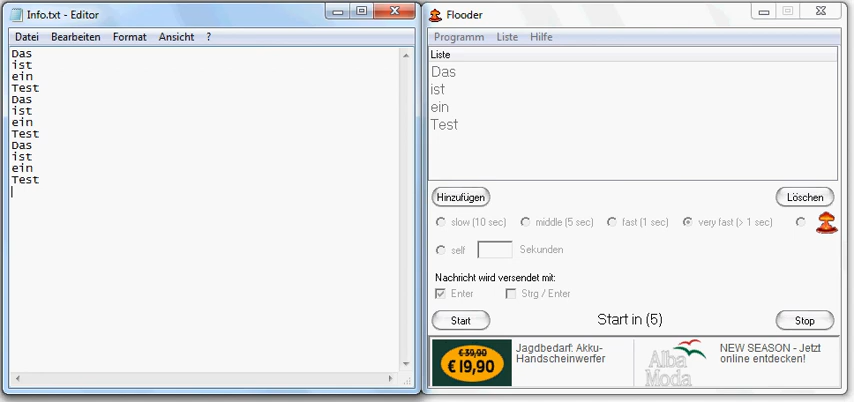 Info.txt - Editor
Datei Bearbeiten Format Ansicht ?
Das
ist
ein
Test
Das
ist
ein
Test
Das
ist
ein
Test
Flooder
Programm Liste Hilfe
Liste
Das
ist
ein
Test
Hinzufügen Löschen
slow (10 sec) middle (5 sec) fast (1 sec) very fast (> 1 sec)
self Sekunden
Nachricht wird versendet mit:
Enter Strg / Enter
Start Start in (5) Stop
€ 39,90
€ 19,90
Jagdbedarf: Akku-
Handscheinwerfer
Alba
Moda
NEW SEASON - Jetzt
online entdecken!